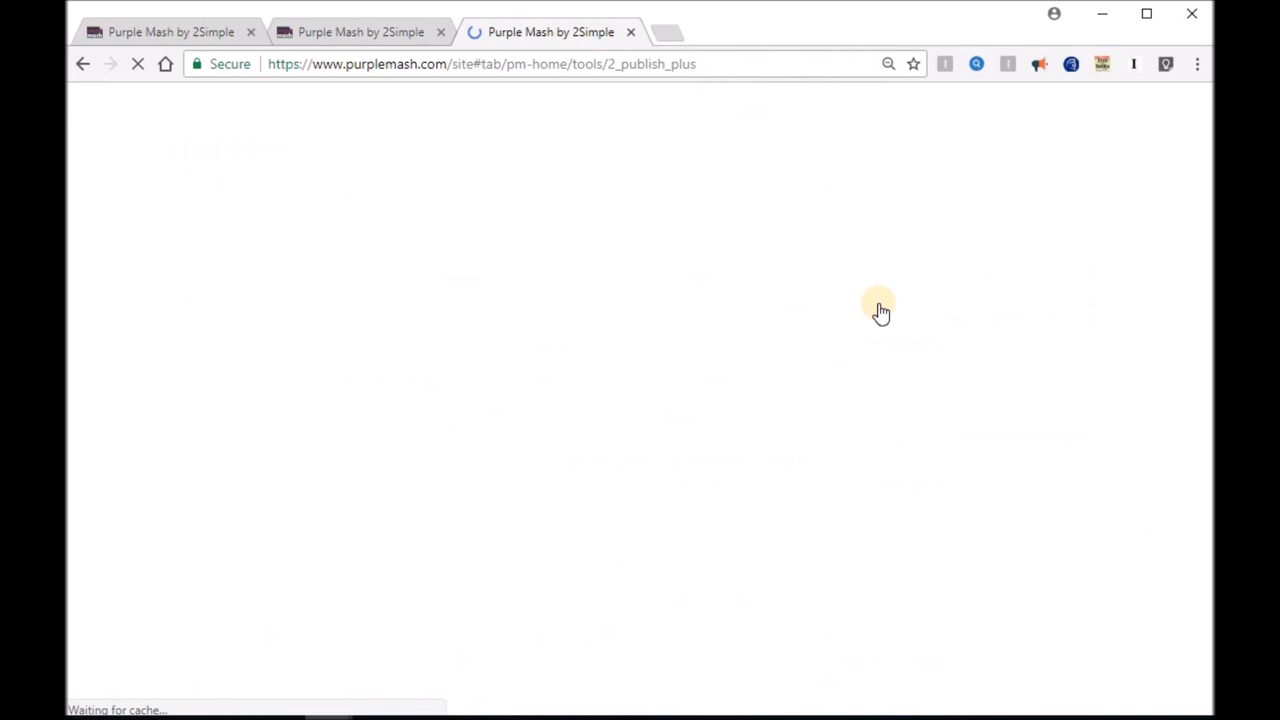 Purple Mash by 2Simple
Purple Mash by 2Simple
Purple Mash by 2Simple
Secure
https://www.purplemash.com/site#tab/pm-home/tools/2_publish_plus
Waiting for cache...